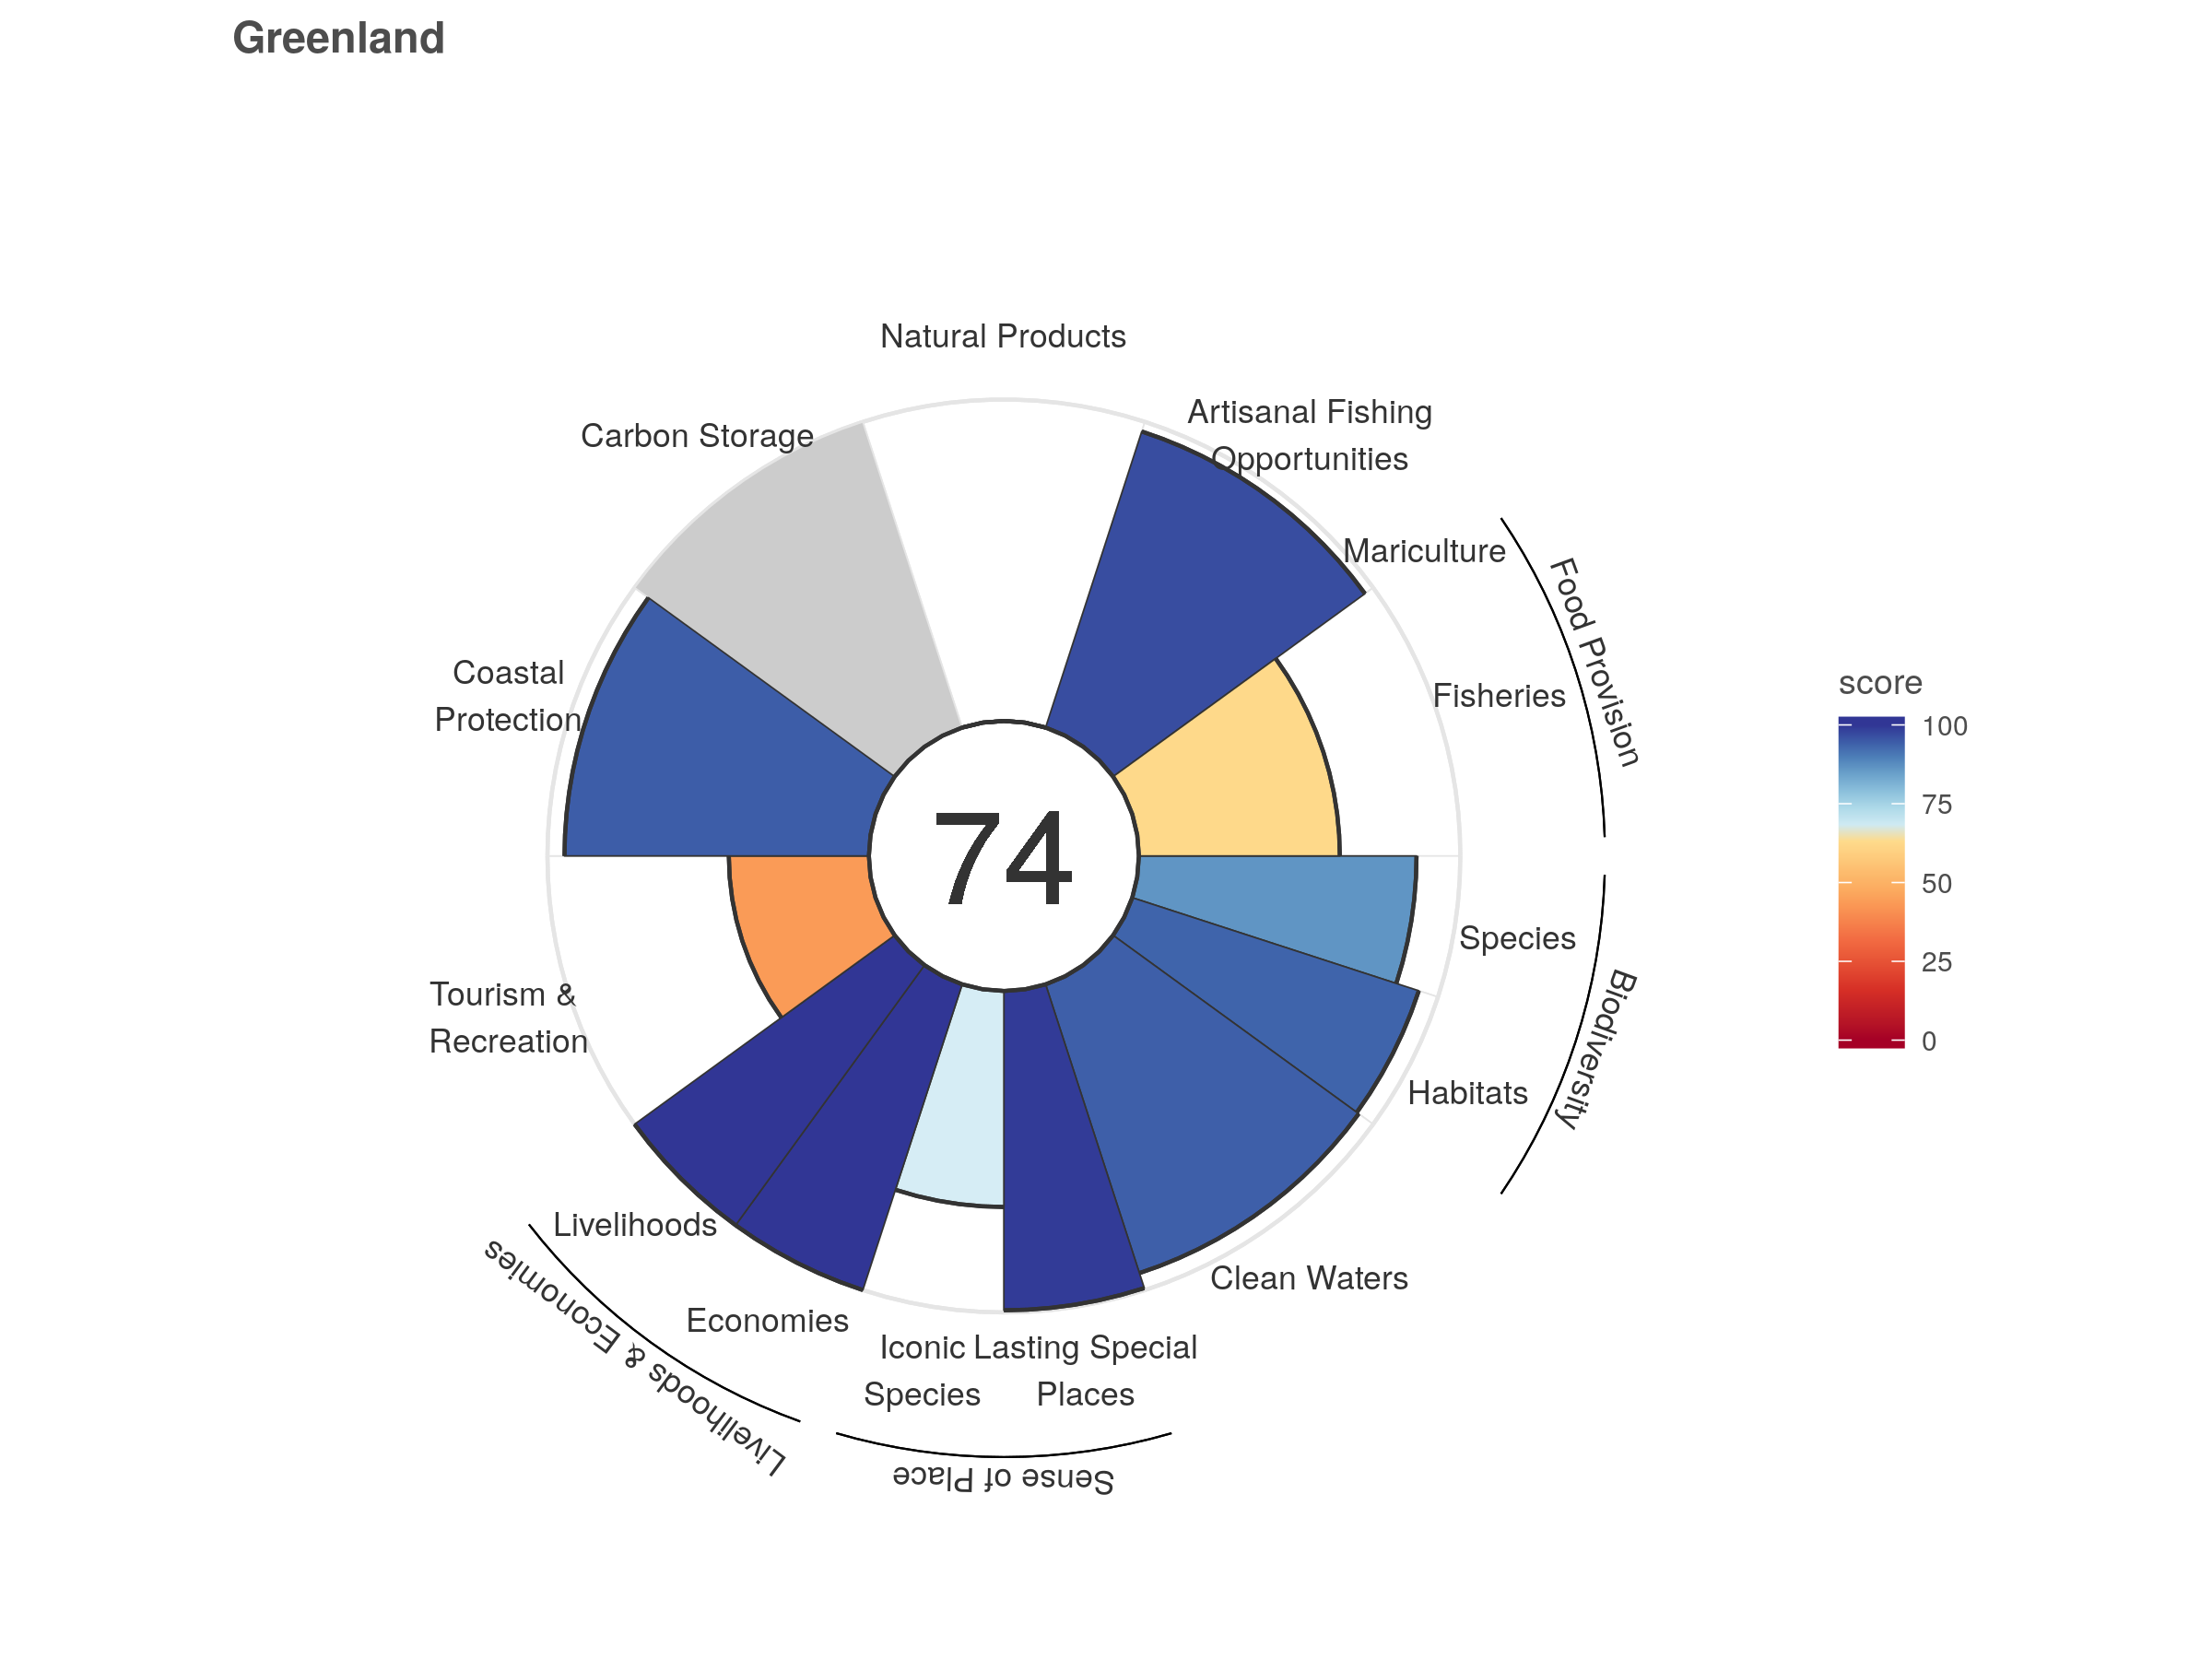 Greenland
Natural Products
Artisanal Fishing
Opportunities
Carbon Storage
Mariculture
Food Provision
Fisheries
Coastal
Protection
score
100
75
50
25
0
74
Species
Biodiversity
Tourism &
Recreation
Habitats
Livelihoods
Clean Waters
Economies
Livelihoods & Economies
Iconic
Species
Lasting Special
Places
Sense of Place